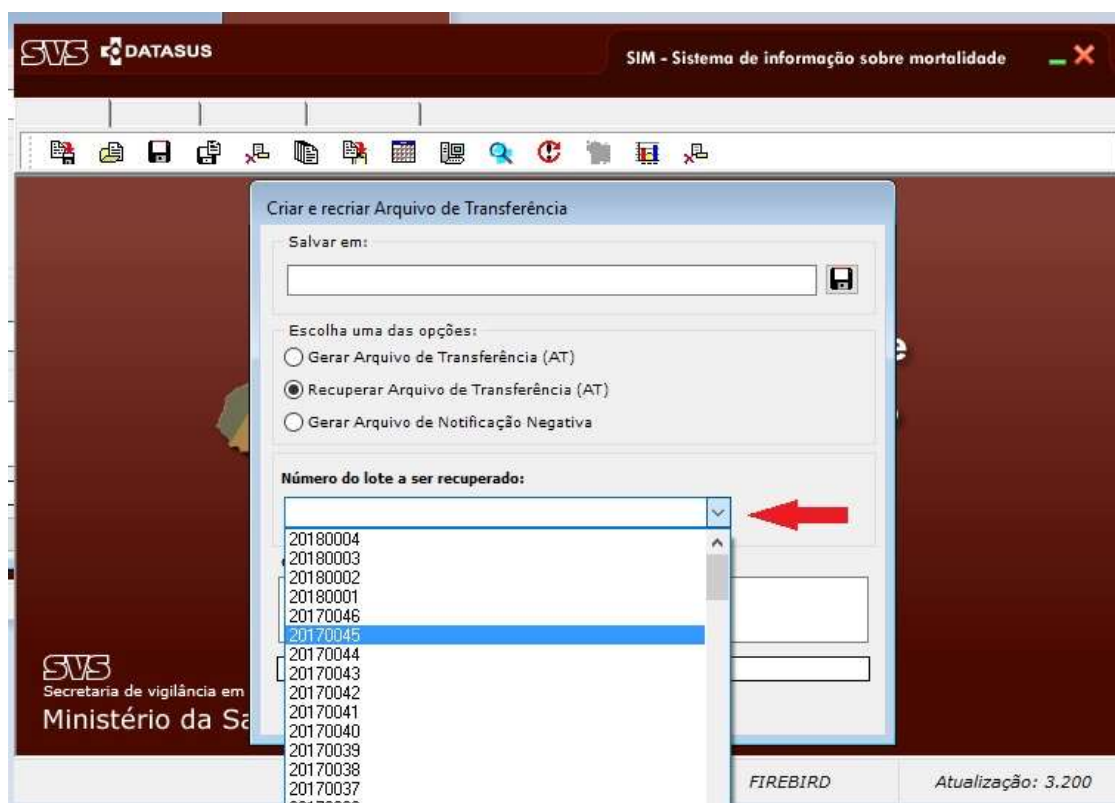 SVS DATASUS
SIM - Sistema de informação sobre mortalidade
Criar e recriar Arquivo de Transferência
Salvar em:
Escolha uma das opções:
Gerar Arquivo de Transferência (AT)
Recuperar Arquivo de Transferência (AT)
Gerar Arquivo de Notificação Negativa
Número do lote a ser recuperado:
20180004
20180003
20180002
20180001
20170046
20170045
20170044
20170043
20170042
20170041
20170040
20170039
20170038
20170037
SVS
Secretaria de vigilância em
Ministério da Sa
FIREBIRD
Atualização: 3.200